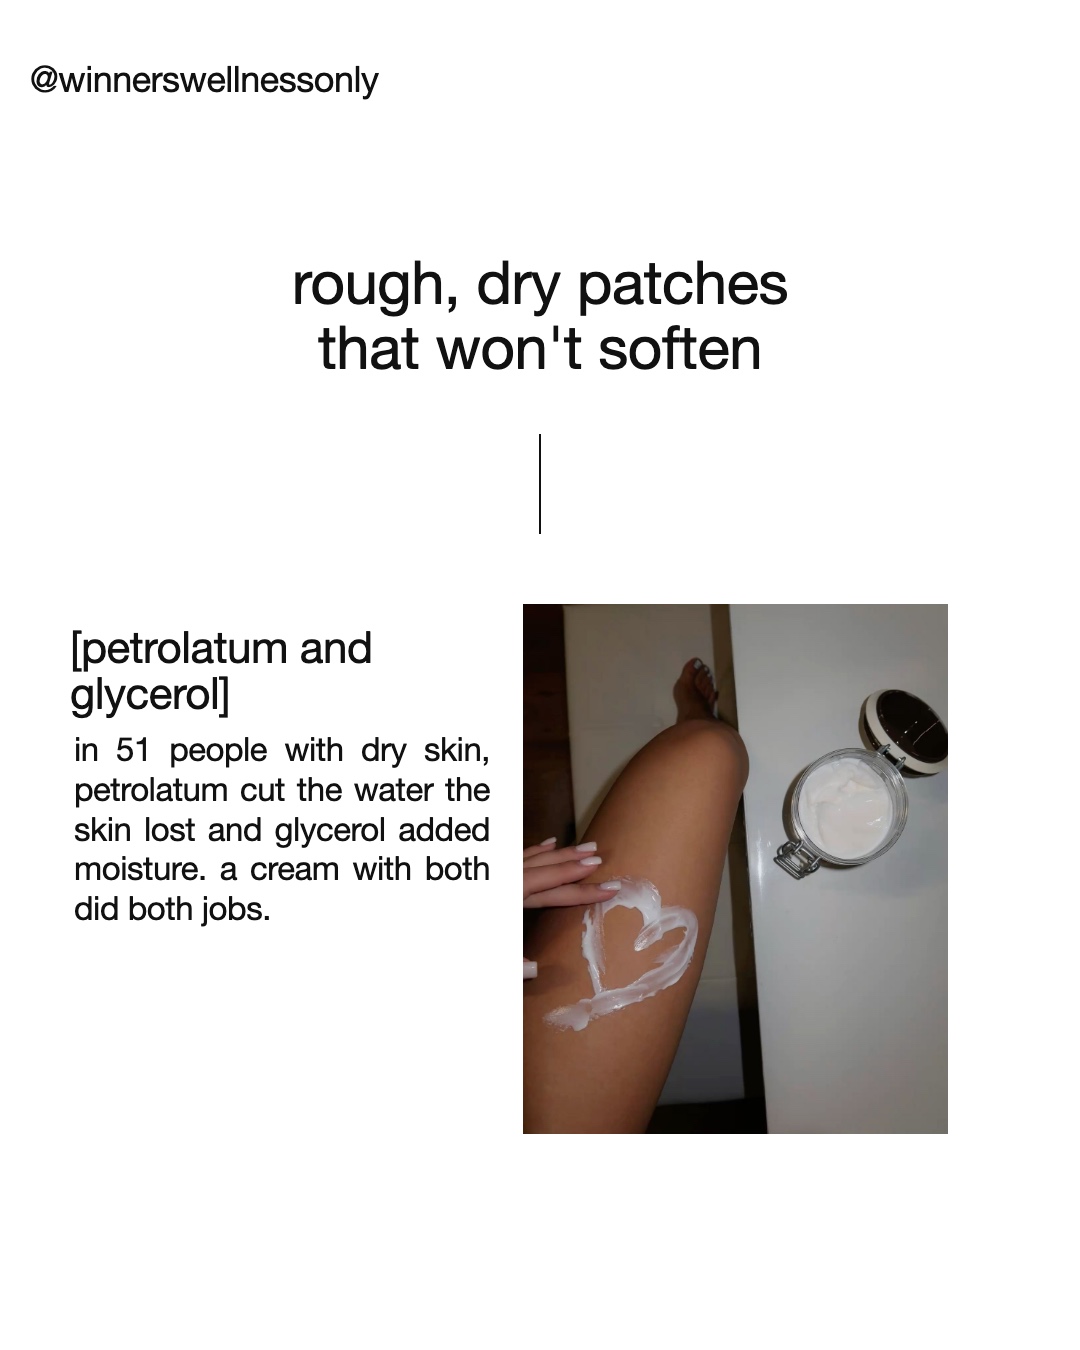 @winnerswellnessonly
rough, dry patches
that won't soften
[petrolatum and
glycerol]
in 51 people with dry skin,
petrolatum cut the water the
skin lost and glycerol added
moisture. a cream with both
did both jobs.